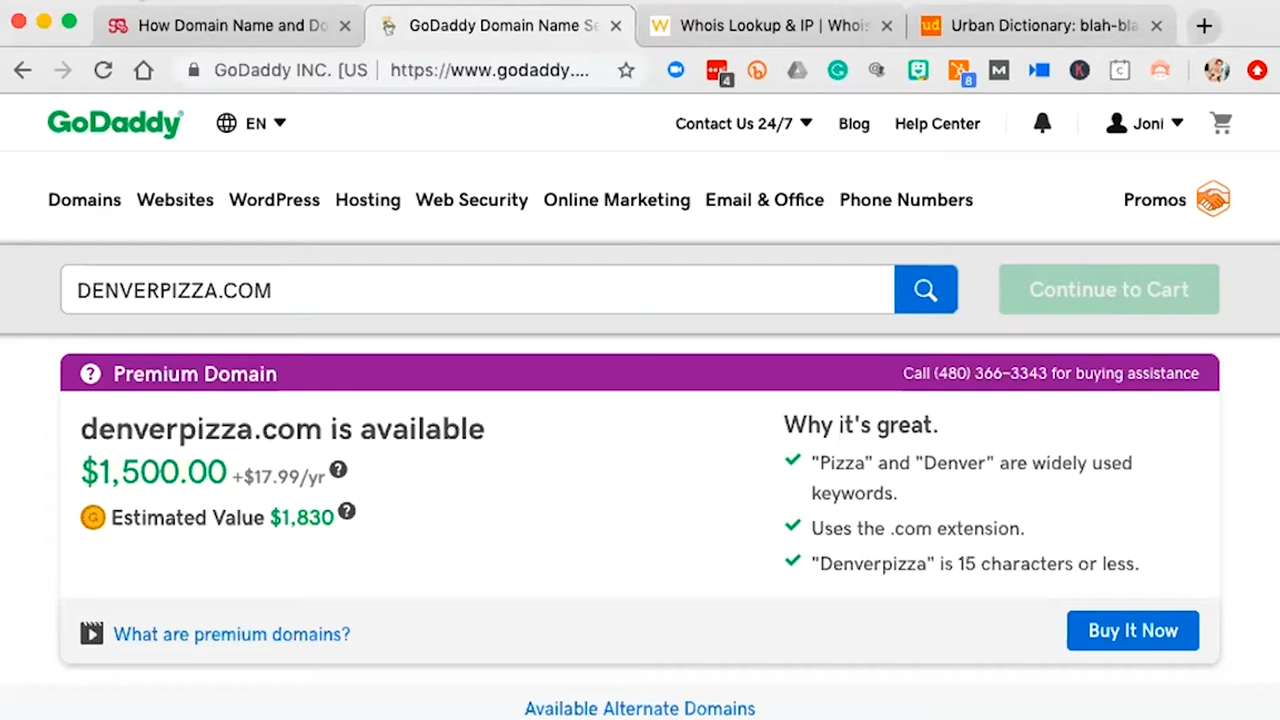 How Domain Name and Do
GoDaddy Domain Name Se
Whois Lookup & IP | Whois
Urban Dictionary: blah-bla
GoDaddy INC. [US
https://www.godaddy....
4
8
GoDaddy
EN
Contact Us 24/7
Blog
Help Center
Joni
Domains
Websites
WordPress
Hosting
Web Security
Online Marketing
Email & Office
Phone Numbers
Promos
DENVERPIZZA.COM
Continue to Cart
Premium Domain
Call (480) 366-3343 for buying assistance
denverpizza.com is available
$1,500.00 +$17.99/yr
Estimated Value $1,830
Why it's great.
"Pizza" and "Denver" are widely used
keywords.
Uses the .com extension.
"Denverpizza" is 15 characters or less.
What are premium domains?
Buy It Now
Available Alternate Domains